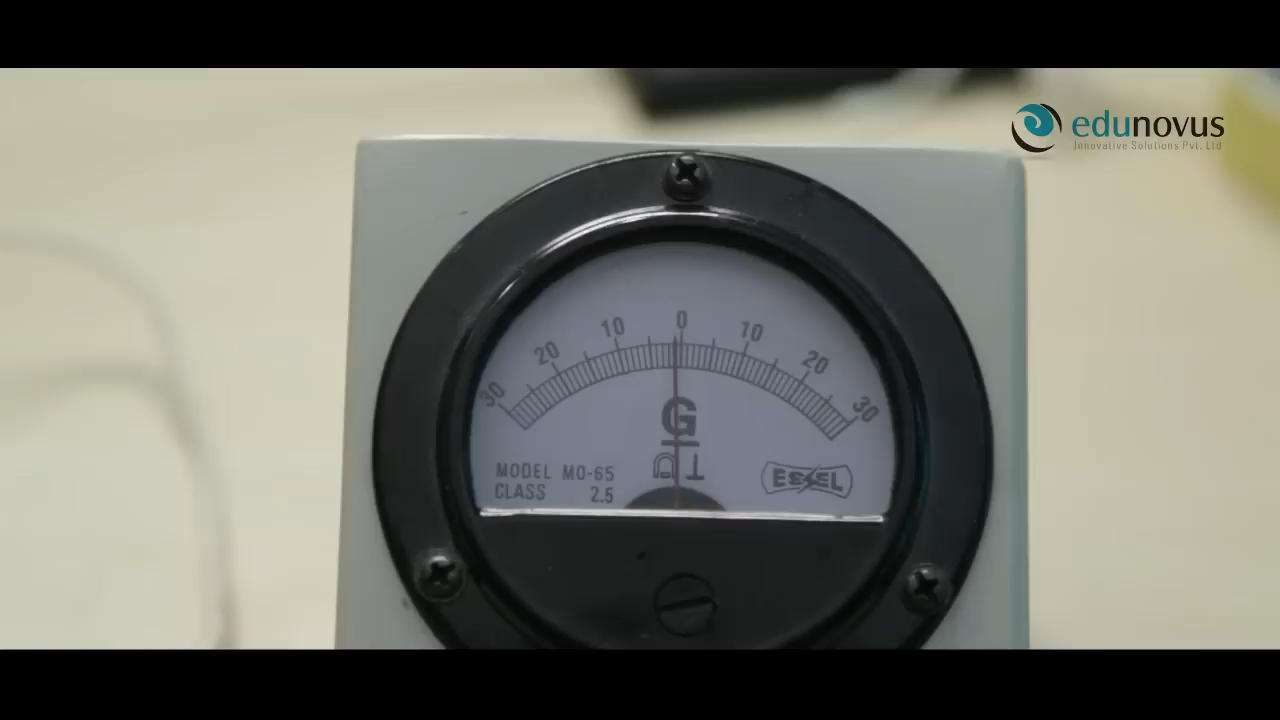 edunovus
Innovative Solutions Pvt. Ltd
30 20 10 0 10 20 30
G
MODEL MO-65
CLASS 2.5
ESSEL